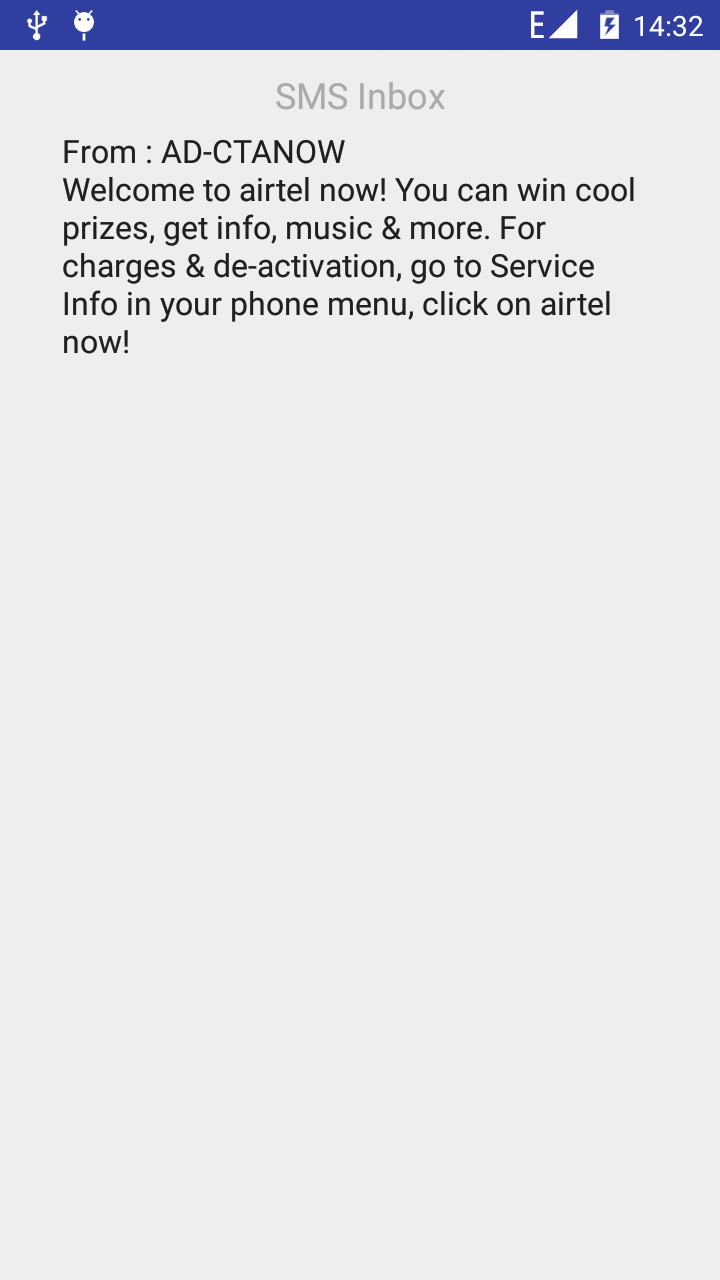 E 14:32
SMS Inbox
From : AD-CTANOW
Welcome to airtel now! You can win cool
prizes, get info, music & more. For
charges & de-activation, go to Service
Info in your phone menu, click on airtel
now!